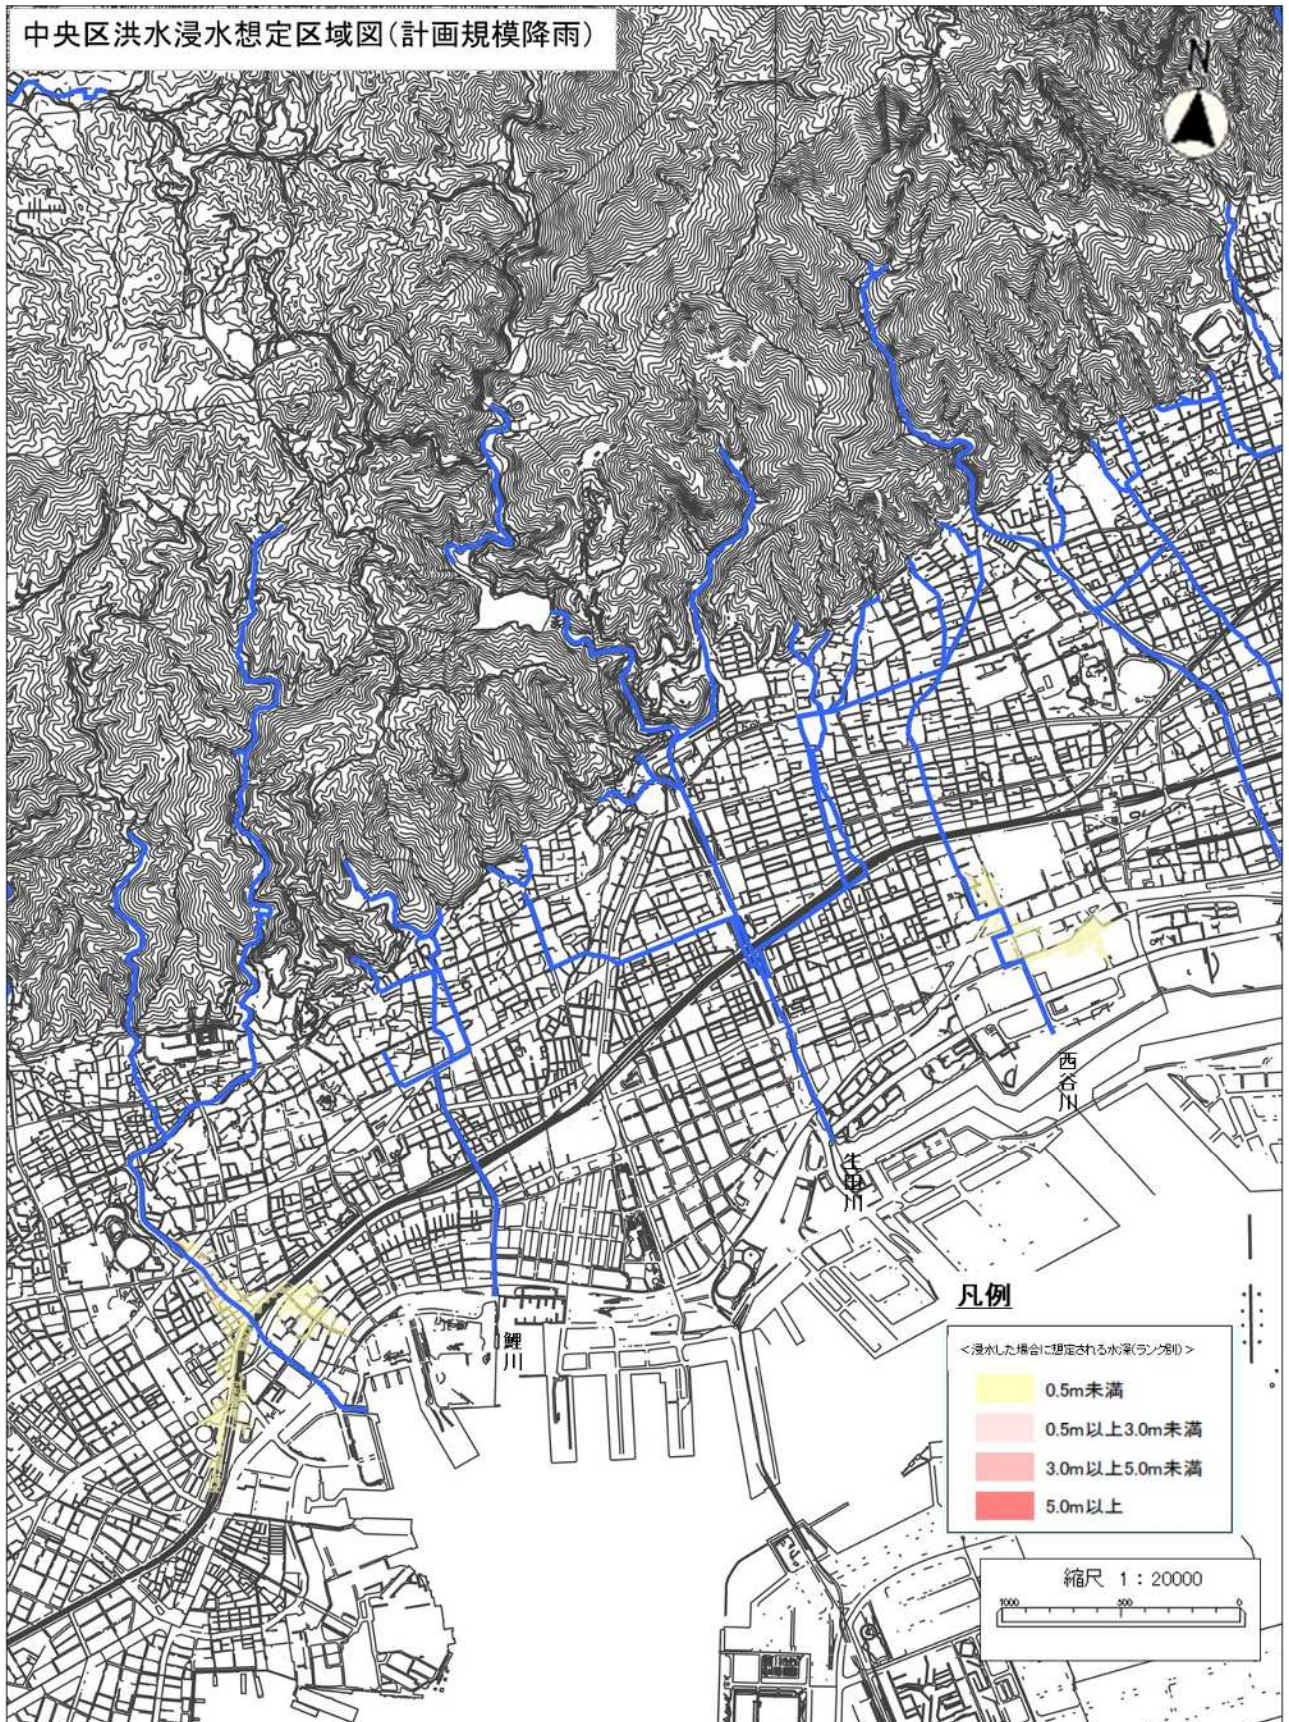 中央区洪水浸水想定区域図(計画規模降雨)
N
西谷川
生田川
鯉川
凡例
<浸水した場合に想定される水深(ランク別)>
0.5m未満
0.5m以上3.0m未満
3.0m以上5.0m未満
5.0m以上
縮尺 1:20000
1000 500 0